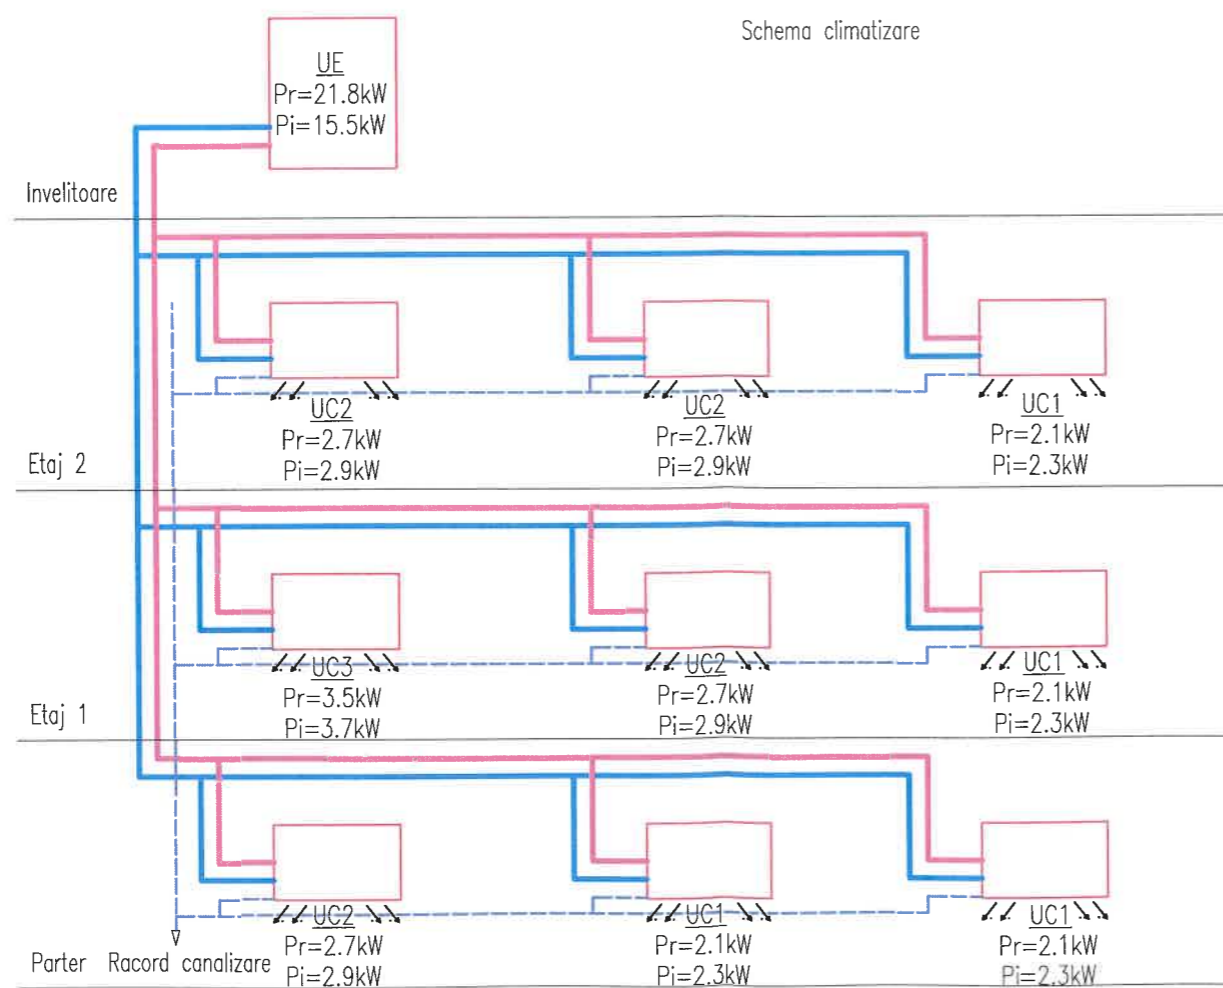 Schema climatizare
UE
Pr=21.8kW
Pi=15.5kW
Invelitoare
UC2
Pr=2.7kW
Pi=2.9kW
UC2
Pr=2.7kW
Pi=2.9kW
UC1
Pr=2.1kW
Pi=2.3kW
Etaj 2
UC3
Pr=3.5kW
Pi=3.7kW
UC2
Pr=2.7kW
Pi=2.9kW
UC1
Pr=2.1kW
Pi=2.3kW
Etaj 1
UC2
Pr=2.7kW
Pi=2.9kW
UC1
Pr=2.1kW
Pi=2.3kW
UC1
Pr=2.1kW
Pi=2.3kW
Parter Racord canalizare